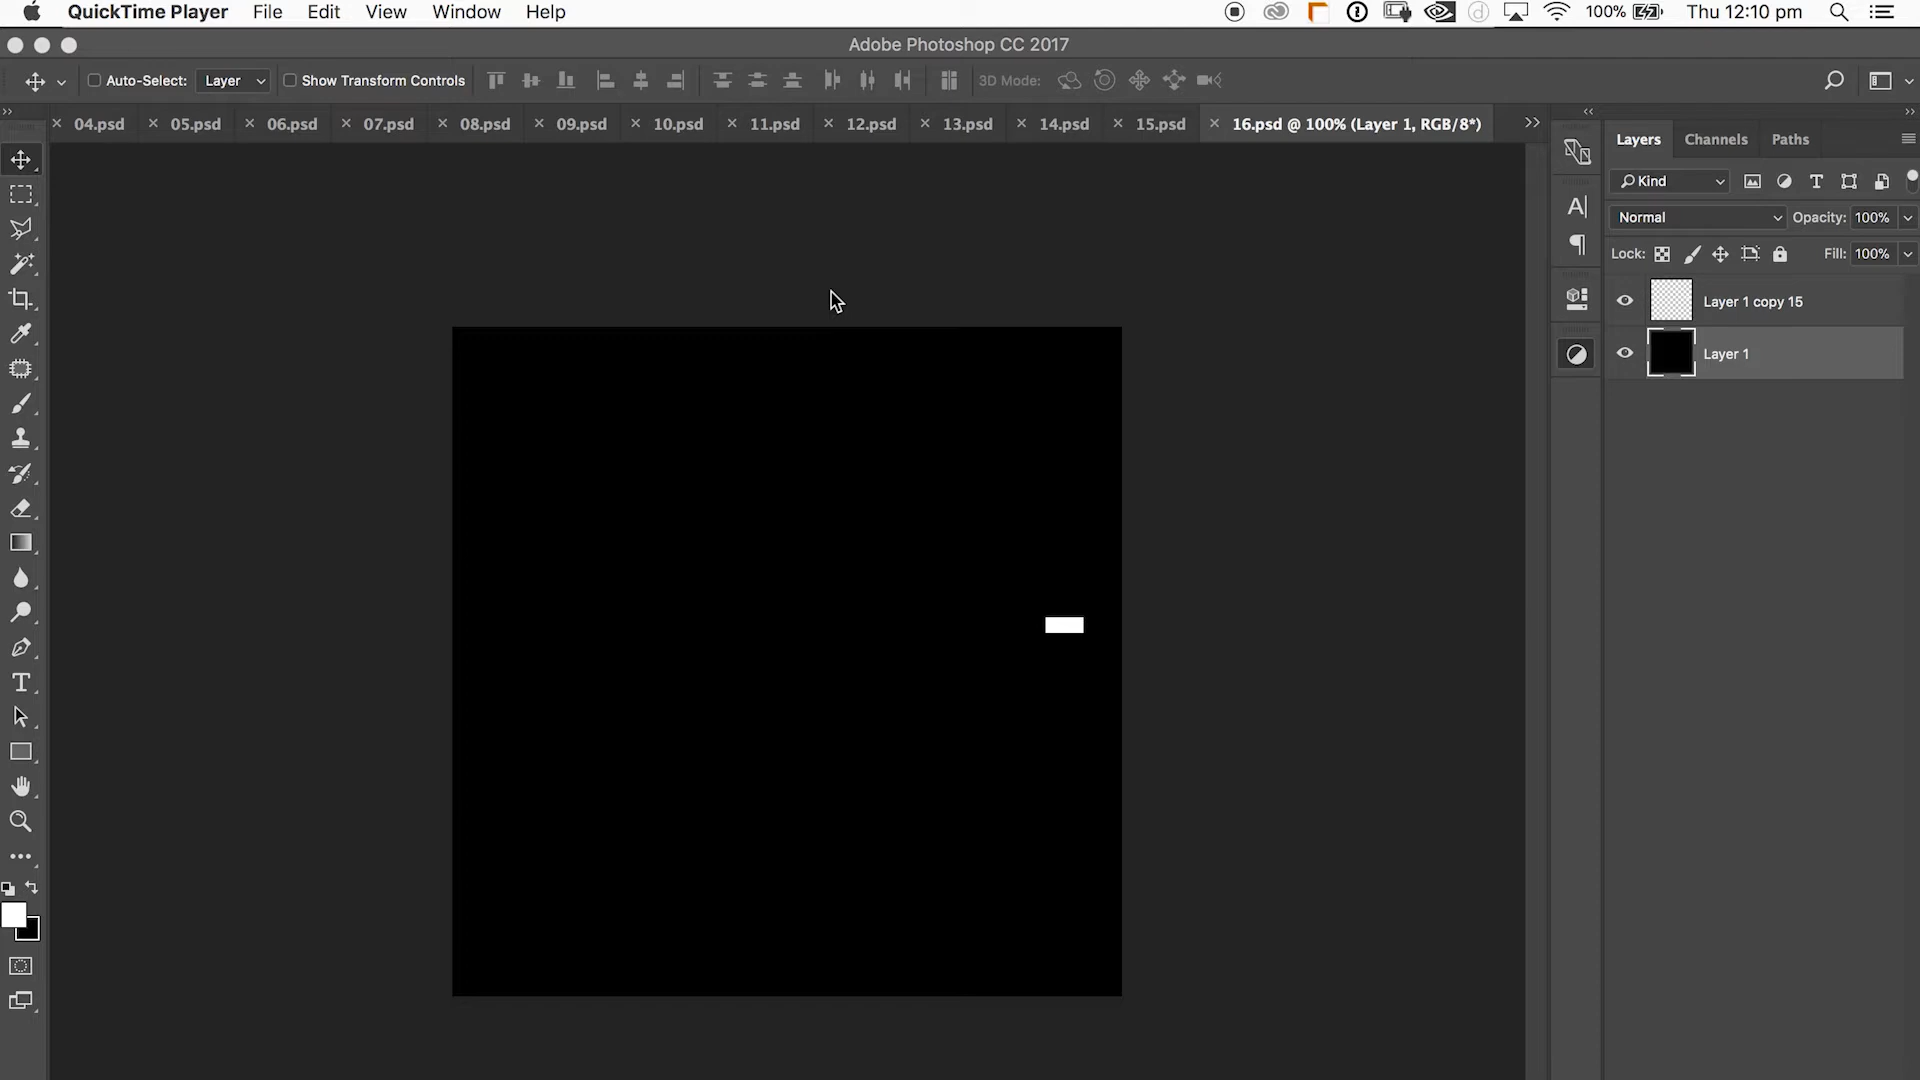 QuickTime Player File Edit View Window Help 100% Thu 12:10 pm
Adobe Photoshop CC 2017
Auto-Select: Layer Show Transform Controls 3D Mode:
04.psd 05.psd 06.psd 07.psd 08.psd 09.psd 10.psd 11.psd 12.psd 13.psd 14.psd 15.psd 16.psd @ 100% (Layer 1, RGB/8*)
Layers Channels Paths
Kind
Normal Opacity: 100%
Lock: Fill: 100%
Layer 1 copy 15
Layer 1